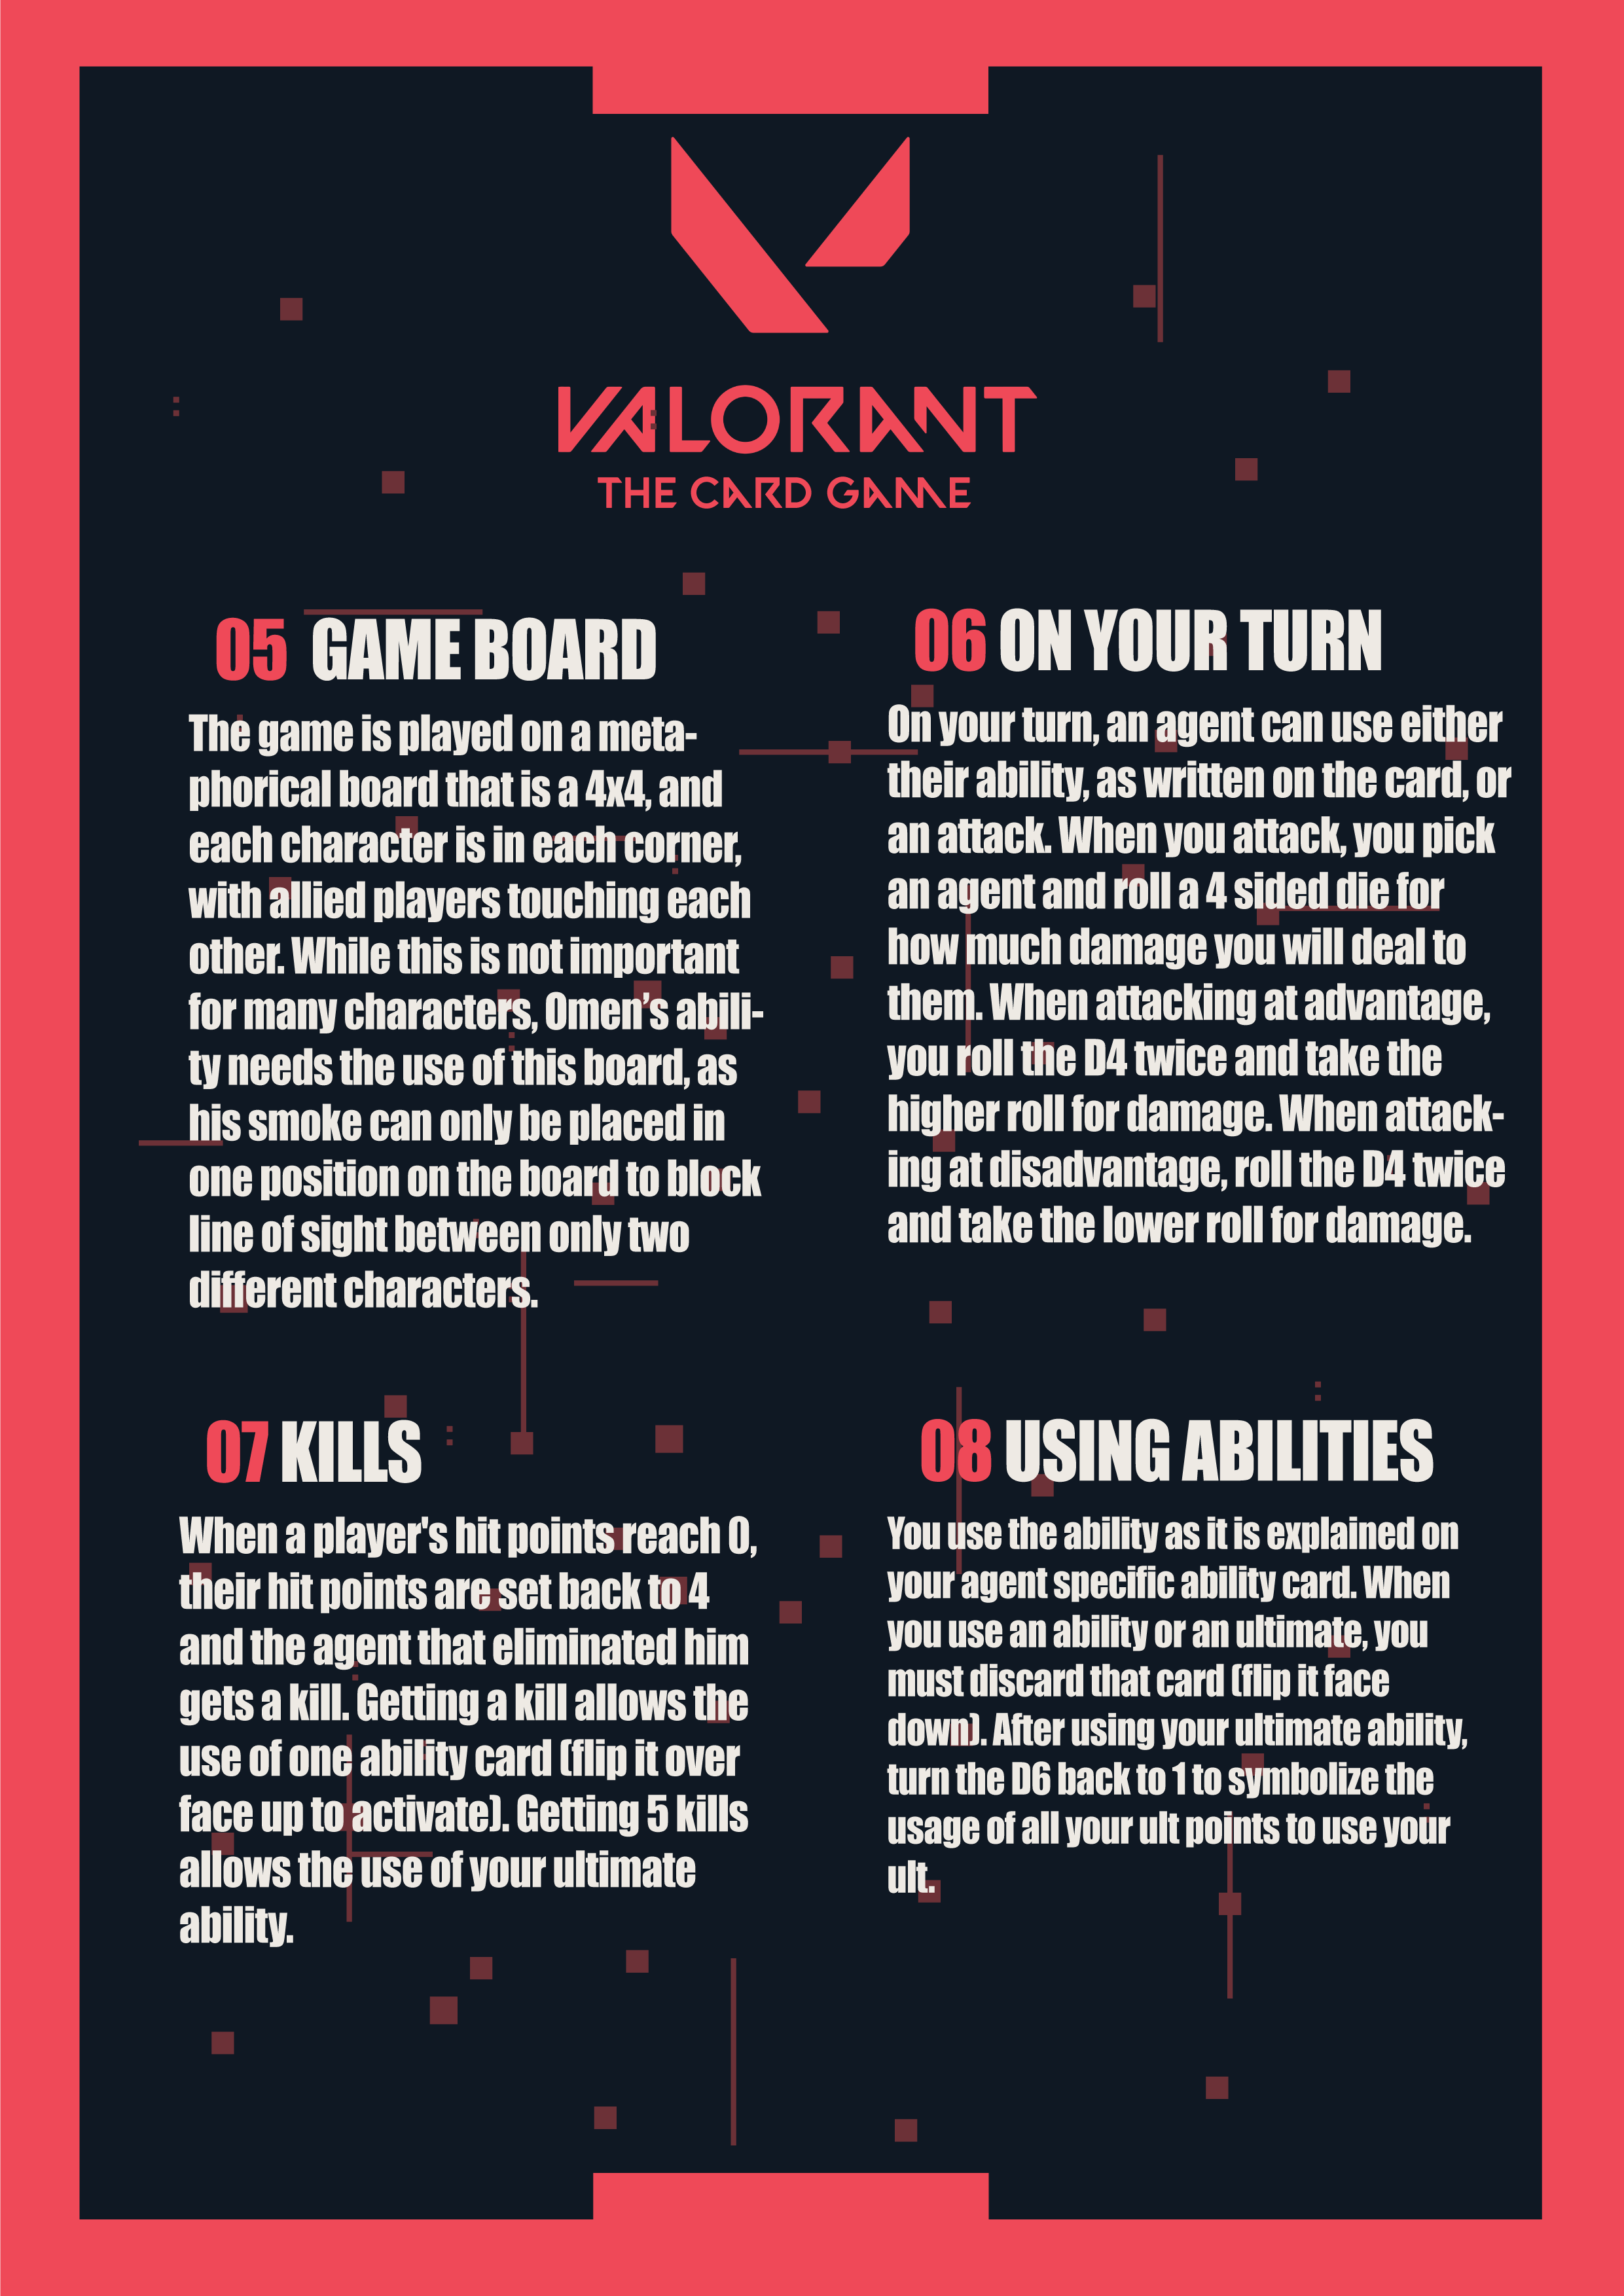 VALORANT
THE CARD GAME
05 GAME BOARD
The game is played on a meta-
phorical board that is a 4x4, and
each character is in each corner,
with allied players touching each
other. While this is not important
for many characters, Omen’s abili-
ty needs the use of this board, as
his smoke can only be placed in
one position on the board to block
line of sight between only two
different characters.
06 ON YOUR TURN
On your turn, an agent can use either
their ability, as written on the card, or
an attack. When you attack, you pick
an agent and roll a 4 sided die for
how much damage you will deal to
them. When attacking at advantage,
you roll the D4 twice and take the
higher roll for damage. When attack-
ing at disadvantage, roll the D4 twice
and take the lower roll for damage.
07 KILLS
When a player's hit points reach 0,
their hit points are set back to 4
and the agent that eliminated him
gets a kill. Getting a kill allows the
use of one ability card (flip it over
face up to activate). Getting 5 kills
allows the use of your ultimate
ability.
08 USING ABILITIES
You use the ability as it is explained on
your agent specific ability card. When
you use an ability or an ultimate, you
must discard that card (flip it face
down). After using your ultimate ability,
turn the D6 back to 1 to symbolize the
usage of all your ult points to use your
ult.